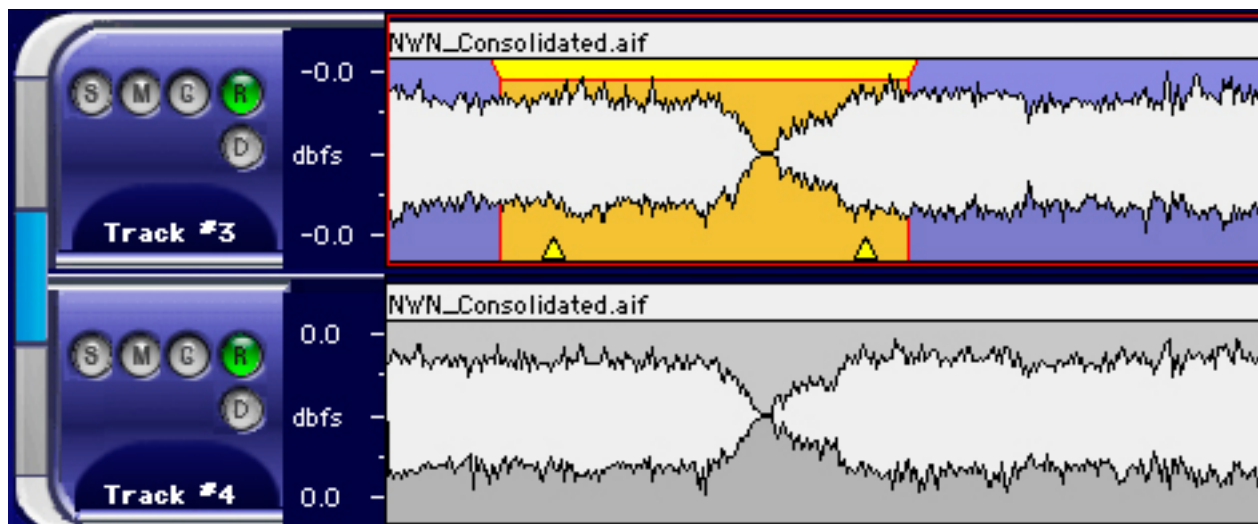 NWN_Consolidated.aif
-0.0
S M G R
D
dbfs
Track #3
-0.0
NWN_Consolidated.aif
0.0
S M G R
D
dbfs
Track #4
0.0